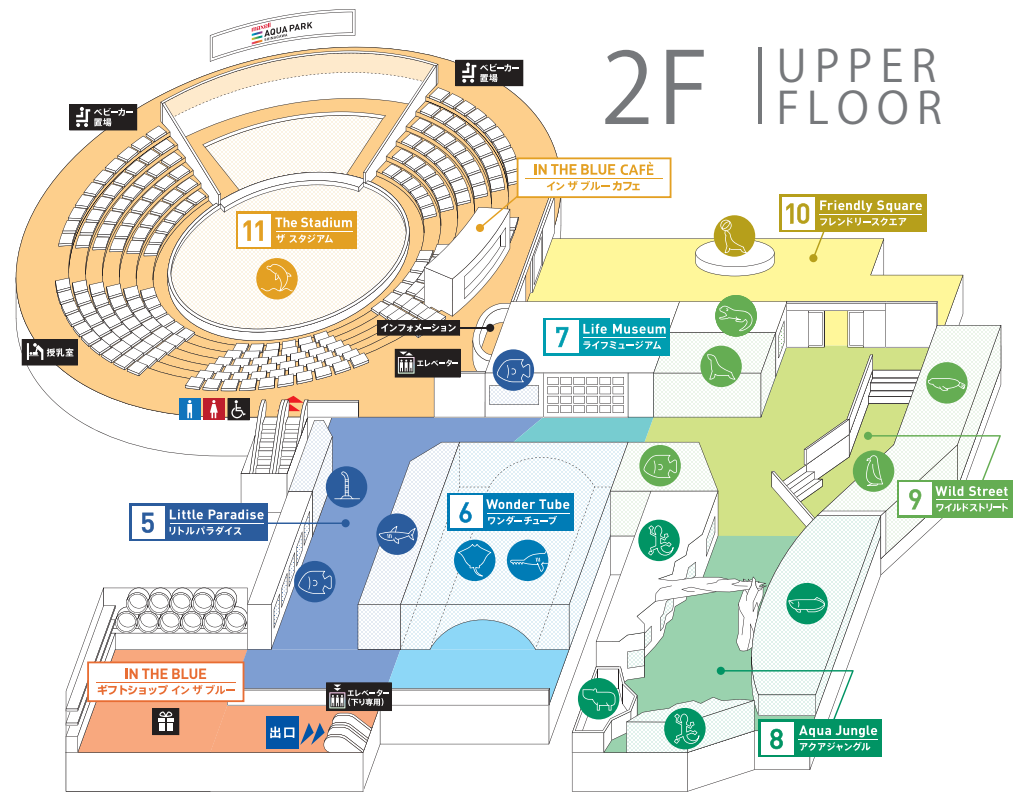 maxell
AQUA PARK
SHINAGAWA
2F
UPPER
FLOOR
ベビーカー
置場
ベビーカー
置場
IN THE BLUE CAFÈ
イン ザ ブルー カフェ
10
Friendly Square
フレンドリースクエア
11
The Stadium
ザ スタジアム
インフォメーション
7
Life Museum
ライフミュージアム
授乳室
エレベーター
9
Wild Street
ワイルドストリート
5
Little Paradise
リトルパラダイス
6
Wonder Tube
ワンダーチューブ
IN THE BLUE
ギフトショップ イン ザ ブルー
エレベーター
(下り専用)
出口
8
Aqua Jungle
アクアジャングル